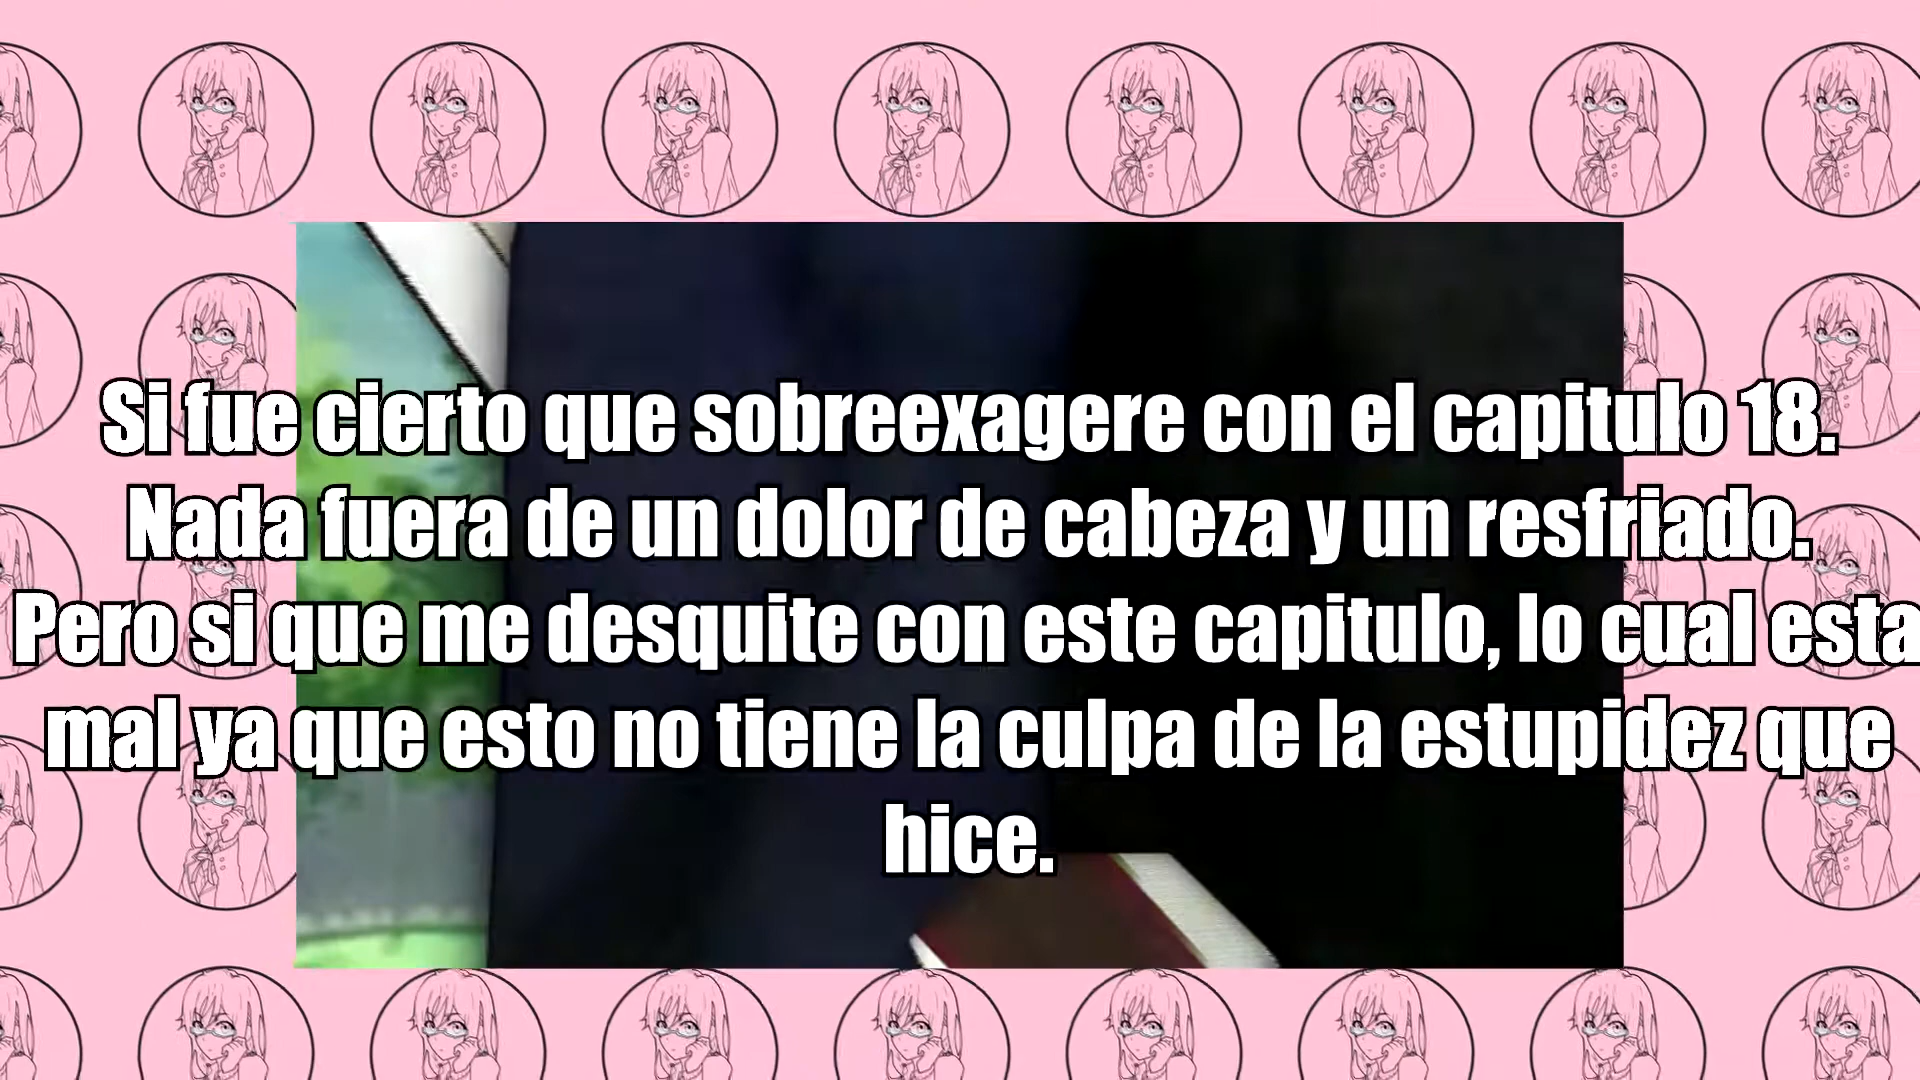 Si fue cierto que sobreexagere con el capitulo 18.
Nada fuera de un dolor de cabeza y un resfriado.
Pero si que me desquite con este capitulo, lo cual esta
mal ya que esto no tiene la culpa de la estupidez que
hice.